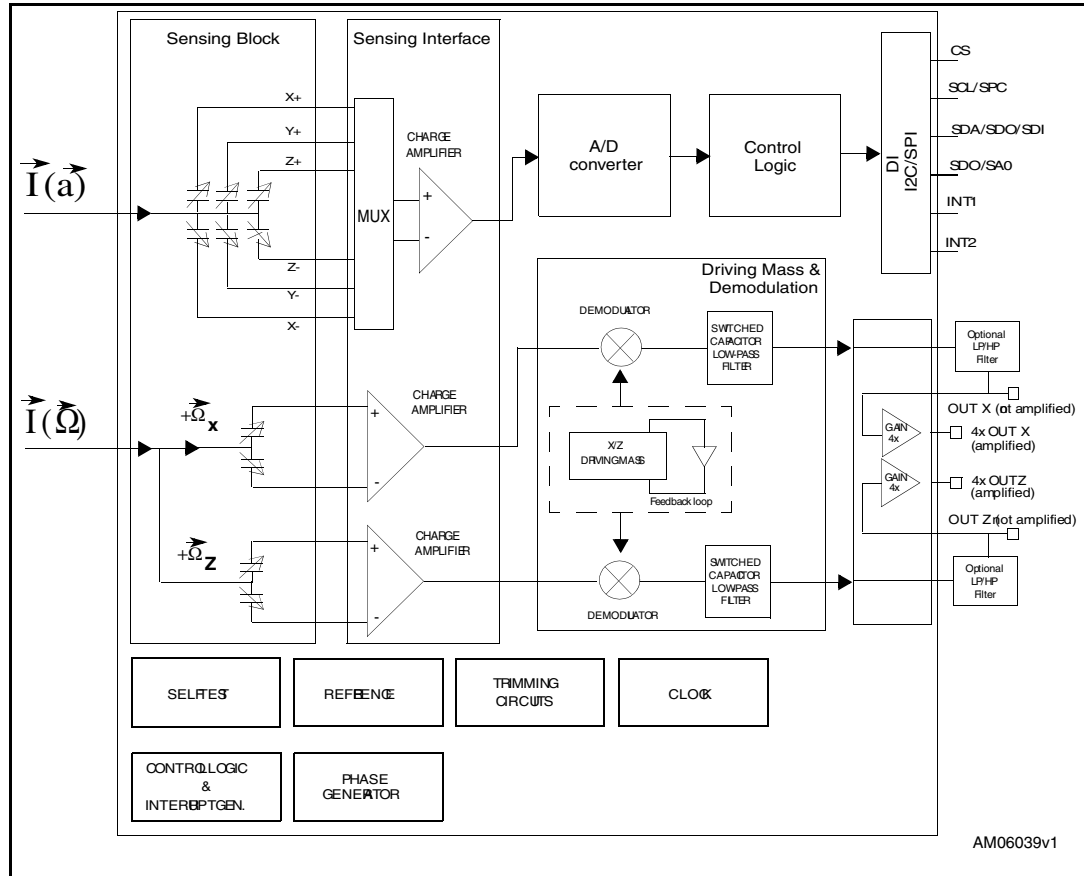 Sensing Block
Sensing Interface
CS
SCL/SPC
SDA/SDO/SDI
SDO/SA0
INT1
INT2
DI
I2C/SPI
X+
Y+
Z+
Z-
Y-
X-
I(a)
MUX
CHARGE
AMPLIFIER
+
-
A/D
converter
Control
Logic
Driving Mass &
Demodulation
DEMODULATOR
SWITCHED
CAPACITOR
LOW-PASS
FILTER
Optional
LP/HP
Filter
I(Ω)
+Ωx
CHARGE
AMPLIFIER
+
-
X/Z
DRIVING MASS
Feedback loop
OUT X (not amplified)
GAIN
4x
4x OUT X
(amplified)
GAIN
4x
4x OUTZ
(amplified)
OUT Z (not amplified)
+ΩZ
CHARGE
AMPLIFIER
+
-
DEMODULATOR
SWITCHED
CAPACITOR
LOWPASS
FILTER
Optional
LP/HP
Filter
SELFTEST
REFERENCE
TRIMMING
CIRCUITS
CLOCK
CONTROL LOGIC
&
INTERRUPT GEN.
PHASE
GENERATOR
AM06039v1